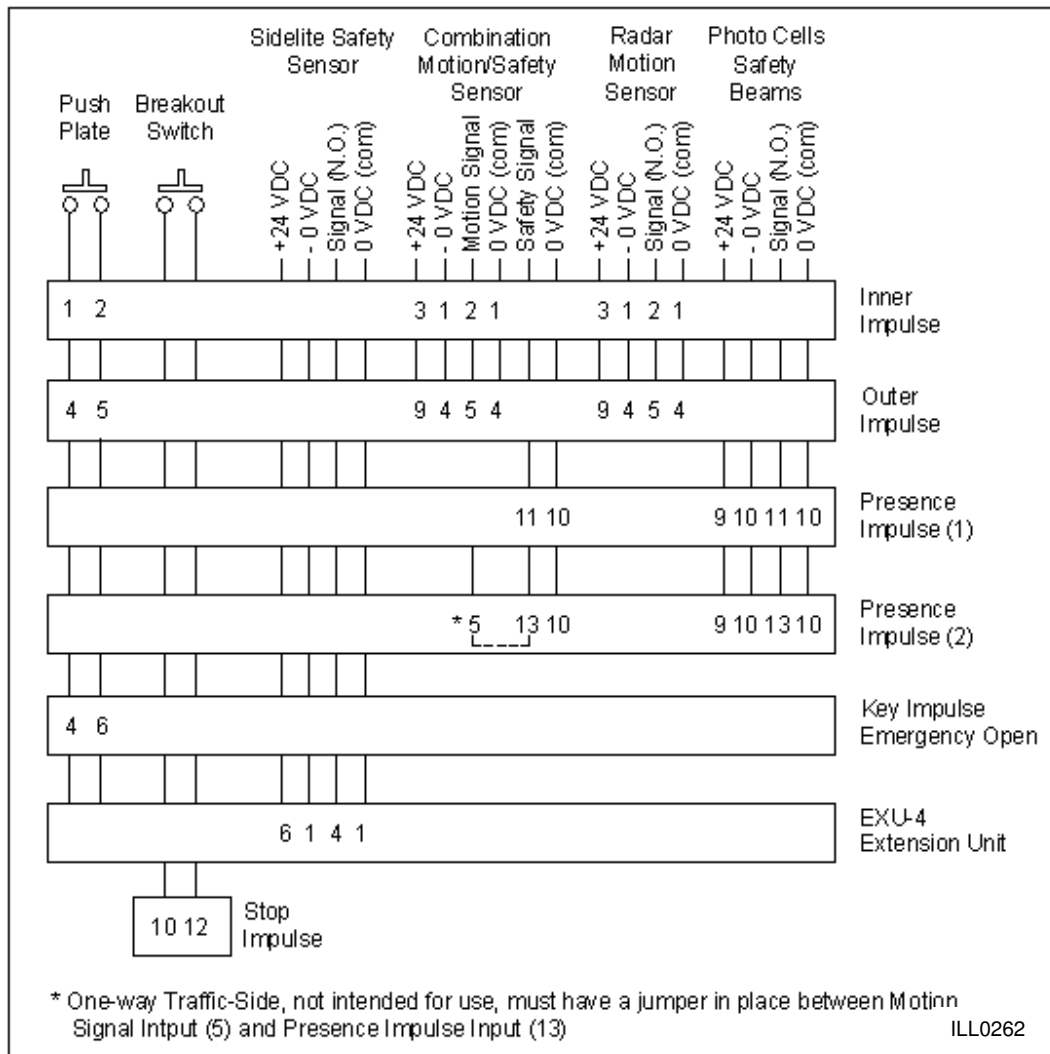 Sidelite Safety Sensor
Combination Motion/Safety Sensor
Radar Motion Sensor
Photo Cells Safety Beams
Push Plate
Breakout Switch
+24 VDC
- 0 VDC
Signal (N.O.)
0 VDC (com)
+24 VDC
- 0 VDC
Motion Signal
0 VDC (com)
Safety Signal
0 VDC (com)
+24 VDC
- 0 VDC
Signal (N.O.)
0 VDC (com)
+24 VDC
- 0 VDC
Signal (N.O.)
0 VDC (com)
1 2 3 1 2 1 3 1 2 1
Inner Impulse
4 5 9 4 5 4 9 4 5 4
Outer Impulse
11 10 9 10 11 10
Presence Impulse (1)
* 5 13 10 9 10 13 10
Presence Impulse (2)
4 6
Key Impulse Emergency Open
6 1 4 1
EXU-4 Extension Unit
10 12
Stop Impulse
* One-way Traffic-Side, not intended for use, must have a jumper in place between Motion
Signal Intput (5) and Presence Impulse Input (13)
ILL0262